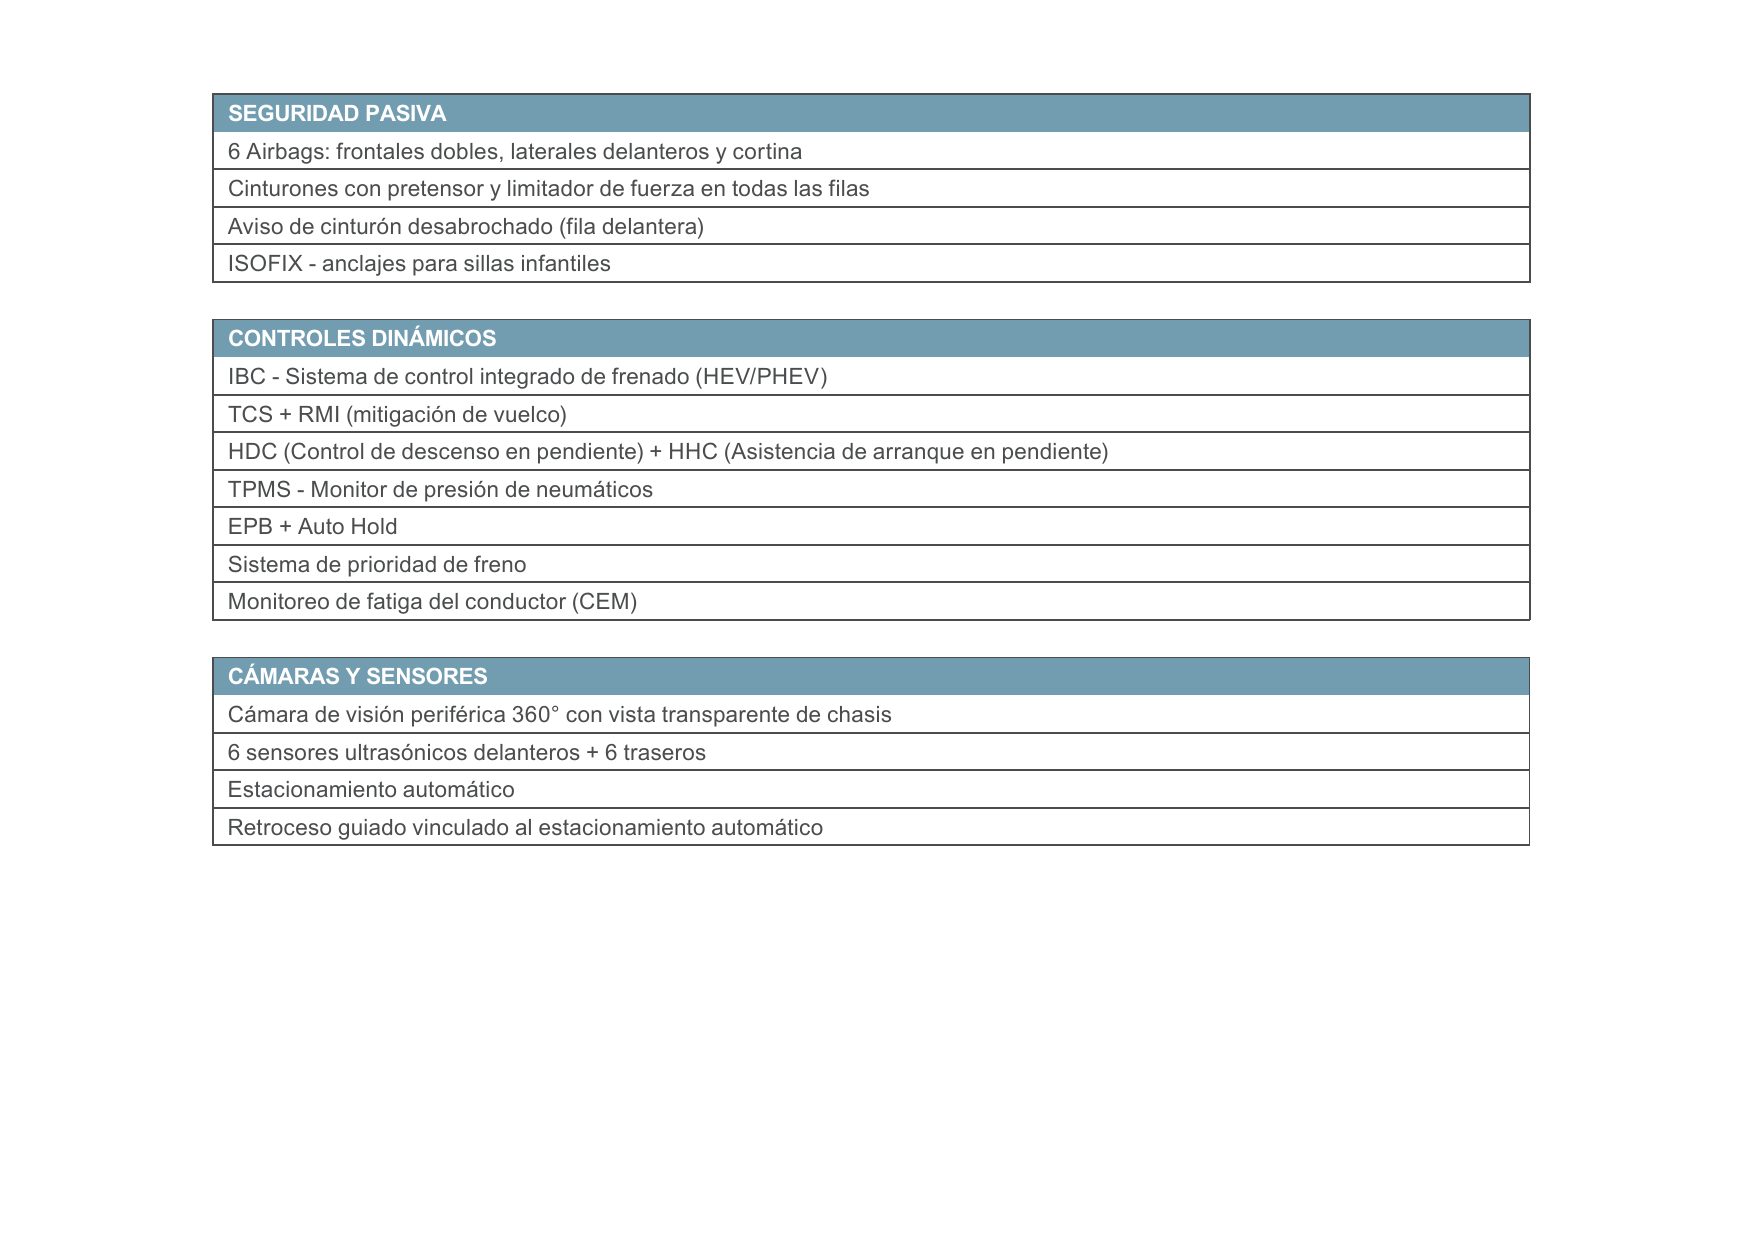 SEGURIDAD PASIVA
6 Airbags: frontales dobles, laterales delanteros y cortina
Cinturones con pretensor y limitador de fuerza en todas las filas
Aviso de cinturón desabrochado (fila delantera)
ISOFIX - anclajes para sillas infantiles
CONTROLES DINÁMICOS
IBC - Sistema de control integrado de frenado (HEV/PHEV)
TCS + RMI (mitigación de vuelco)
HDC (Control de descenso en pendiente) + HHC (Asistencia de arranque en pendiente)
TPMS - Monitor de presión de neumáticos
EPB + Auto Hold
Sistema de prioridad de freno
Monitoreo de fatiga del conductor (CEM)
CÁMARAS Y SENSORES
Cámara de visión periférica 360° con vista transparente de chasis
6 sensores ultrasónicos delanteros + 6 traseros
Estacionamiento automático
Retroceso guiado vinculado al estacionamiento automático